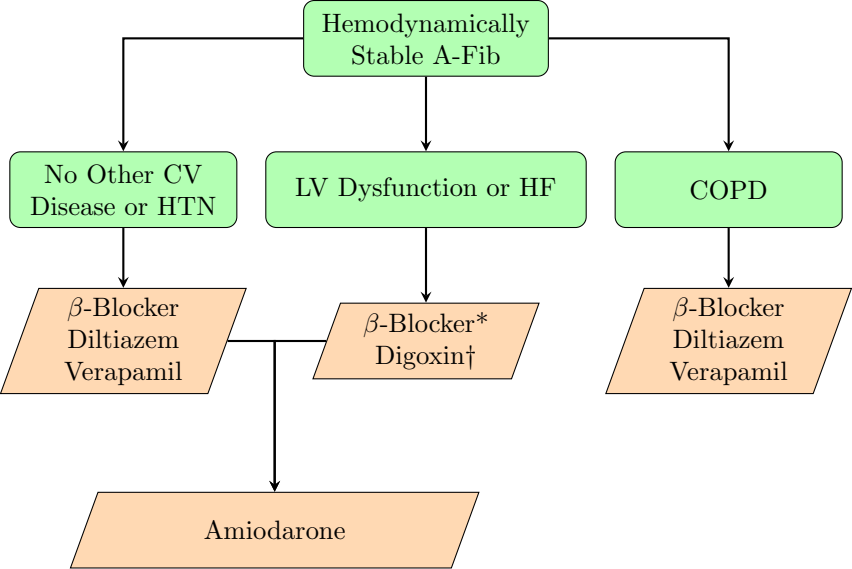 Hemodynamically
Stable A-Fib
No Other CV
Disease or HTN
LV Dysfunction or HF
COPD
β-Blocker
Diltiazem
Verapamil
β-Blocker*
Digoxin†
β-Blocker
Diltiazem
Verapamil
Amiodarone